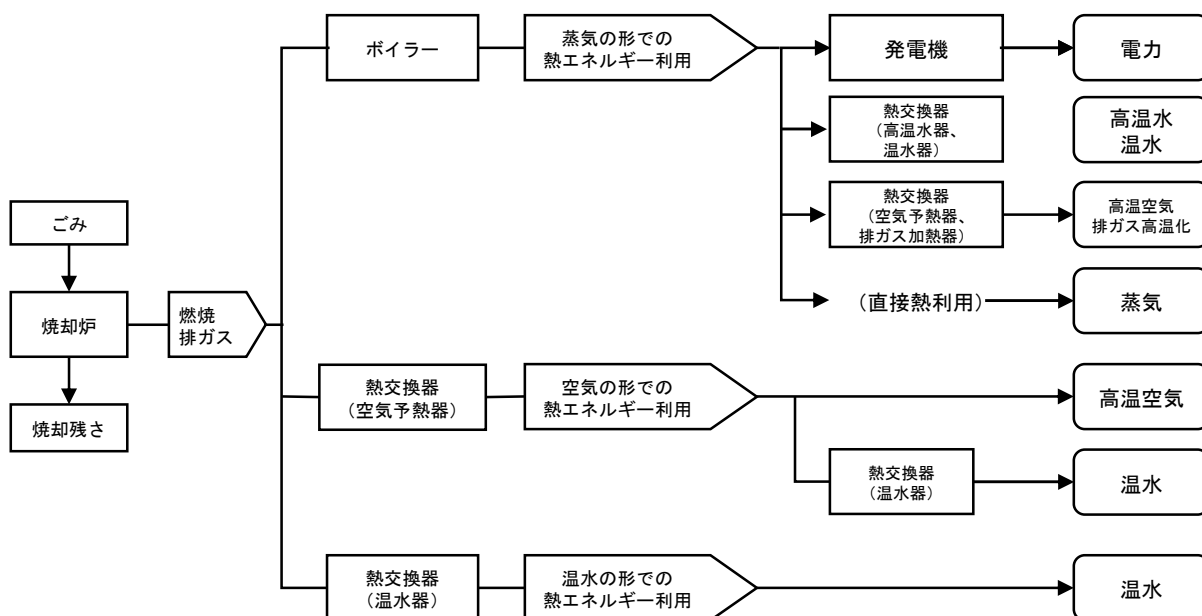 ボイラー
蒸気の形での
熱エネルギー利用
発電機
電力
熱交換器
(高温水器、
温水器)
高温水
温水
ごみ
熱交換器
(空気予熱器、
排ガス加熱器)
高温空気
排ガス高温化
焼却炉
燃焼
排ガス
(直接熱利用)
蒸気
焼却残さ
熱交換器
(空気予熱器)
空気の形での
熱エネルギー利用
高温空気
熱交換器
(温水器)
温水
熱交換器
(温水器)
温水の形での
熱エネルギー利用
温水